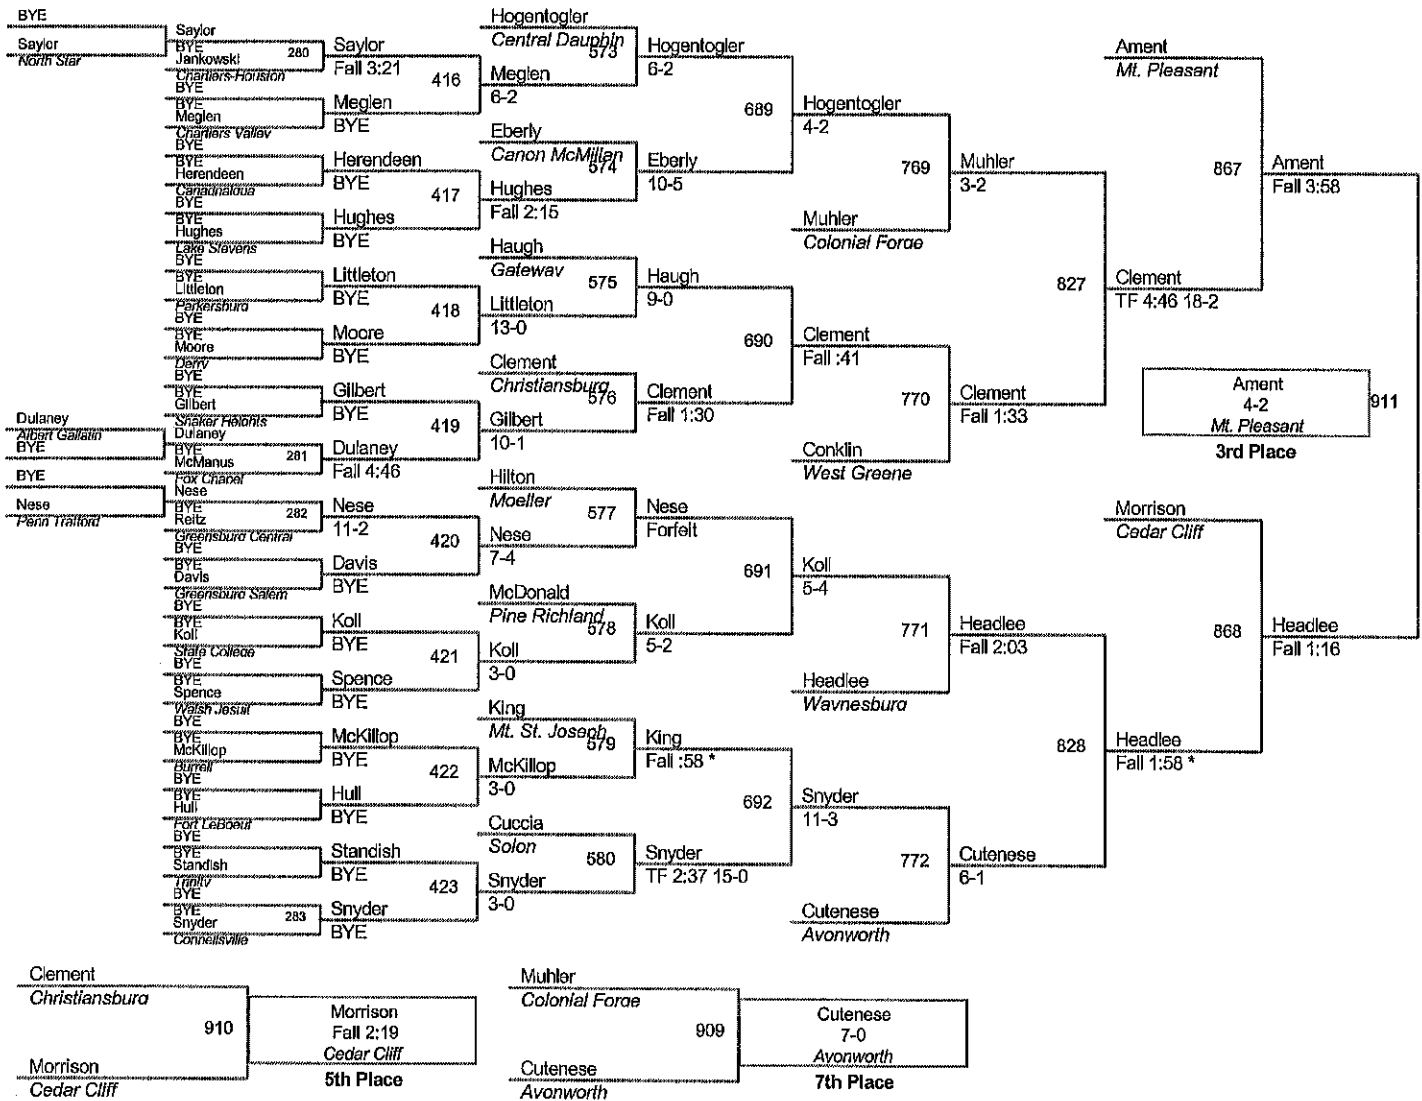 BYE
Saylor
North Star
Saylor
BYE
Jankowski
280
Chartiers-Houston
BYE
BYE
Meglen
Chartiers Valley
BYE
BYE
Herendeen
Canadnaigua
BYE
BYE
Hughes
Lake Stevens
BYE
BYE
Littleton
Parkersburg
BYE
BYE
Moore
Derry
BYE
BYE
Gilbert
Shaker Heights
Dulaney
Albert Gallatin
BYE
Dulaney
BYE
McManus
281
Fox Chapel
BYE
Nese
Penn Trafford
Nese
BYE
Reitz
282
Greensburg Central
BYE
BYE
Davis
Greensburg Salem
BYE
BYE
Koll
State College
BYE
BYE
Spence
Walsh Jesuit
BYE
BYE
McKillop
Burrell
BYE
BYE
Hull
Fort LeBoeuf
BYE
BYE
Standish
Trinity
BYE
BYE
Snyder
283
Connellsville
Saylor
Fall 3:21
416
Meglen
BYE
Herendeen
BYE
417
Hughes
BYE
Littleton
BYE
418
Moore
BYE
Gilbert
BYE
419
Dulaney
Fall 4:46
Nese
11-2
420
Davis
BYE
Koll
BYE
421
Spence
BYE
McKillop
BYE
422
Hull
BYE
Standish
BYE
423
Snyder
BYE
Hogentogler
Central Dauphin
573
Meglen
6-2
Eberly
Canon McMillan
574
Hughes
Fall 2:15
Haugh
Gateway
575
Littleton
13-0
Clement
Christiansburg
576
Gilbert
10-1
Hilton
Moeller
577
Nese
7-4
McDonald
Pine Richland
578
Koll
3-0
King
Mt. St. Joseph
579
McKillop
3-0
Cuccia
Solon
580
Snyder
3-0
Hogentogler
6-2
689
Eberly
10-5
Haugh
9-0
690
Clement
Fall 1:30
Nese
Forfeit
691
Koll
5-2
King
Fall :58 *
692
Snyder
TF 2:37 15-0
Hogentogler
4-2
769
Muhler
Colonial Forge
Clement
Fall :41
770
Conklin
West Greene
Koll
5-4
771
Headlee
Waynesburg
Snyder
11-3
772
Cutenese
Avonworth
Muhler
3-2
827
Clement
Fall 1:33
Headlee
Fall 2:03
828
Cutenese
6-1
Ament
Mt. Pleasant
867
Clement
TF 4:46 18-2
Morrison
Cedar Cliff
868
Headlee
Fall 1:58 *
Ament
Fall 3:58
Headlee
Fall 1:16
Ament
4-2
Mt. Pleasant
911
3rd Place
Clement
Christiansburg
910
Morrison
Cedar Cliff
Morrison
Fall 2:19
Cedar Cliff
5th Place
Muhler
Colonial Forge
909
Cutenese
Avonworth
Cutenese
7-0
Avonworth
7th Place